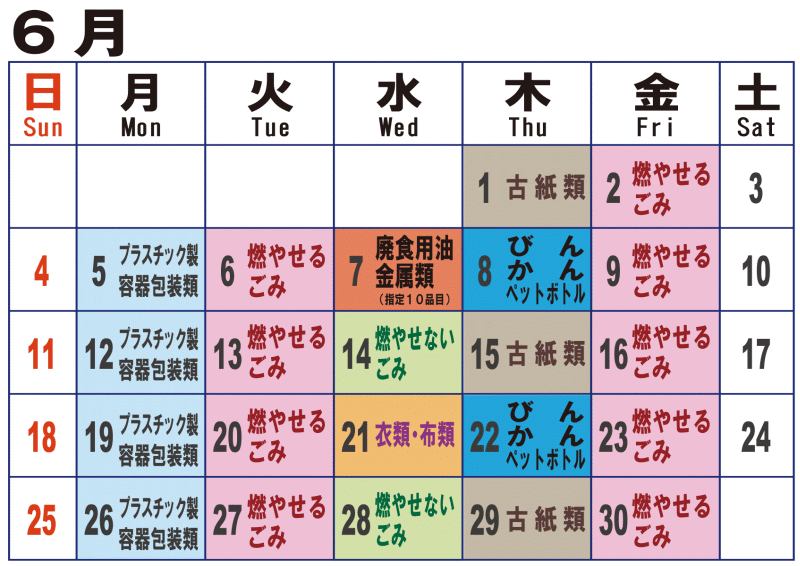 6月
日 月 火 水 木 金 土
Sun Mon Tue Wed Thu Fri Sat
1 古紙類
2 燃やせる
ごみ
3
4
5 プラスチック製
容器包装類
6 燃やせる
ごみ
7 廃食用油
金属類
(指定10品目)
8 びん
かん
ペットボトル
9 燃やせる
ごみ
10
11
12 プラスチック製
容器包装類
13 燃やせる
ごみ
14 燃やせない
ごみ
15 古紙類
16 燃やせる
ごみ
17
18
19 プラスチック製
容器包装類
20 燃やせる
ごみ
21 衣類・布類
22 びん
かん
ペットボトル
23 燃やせる
ごみ
24
25
26 プラスチック製
容器包装類
27 燃やせる
ごみ
28 燃やせない
ごみ
29 古紙類
30 燃やせる
ごみ